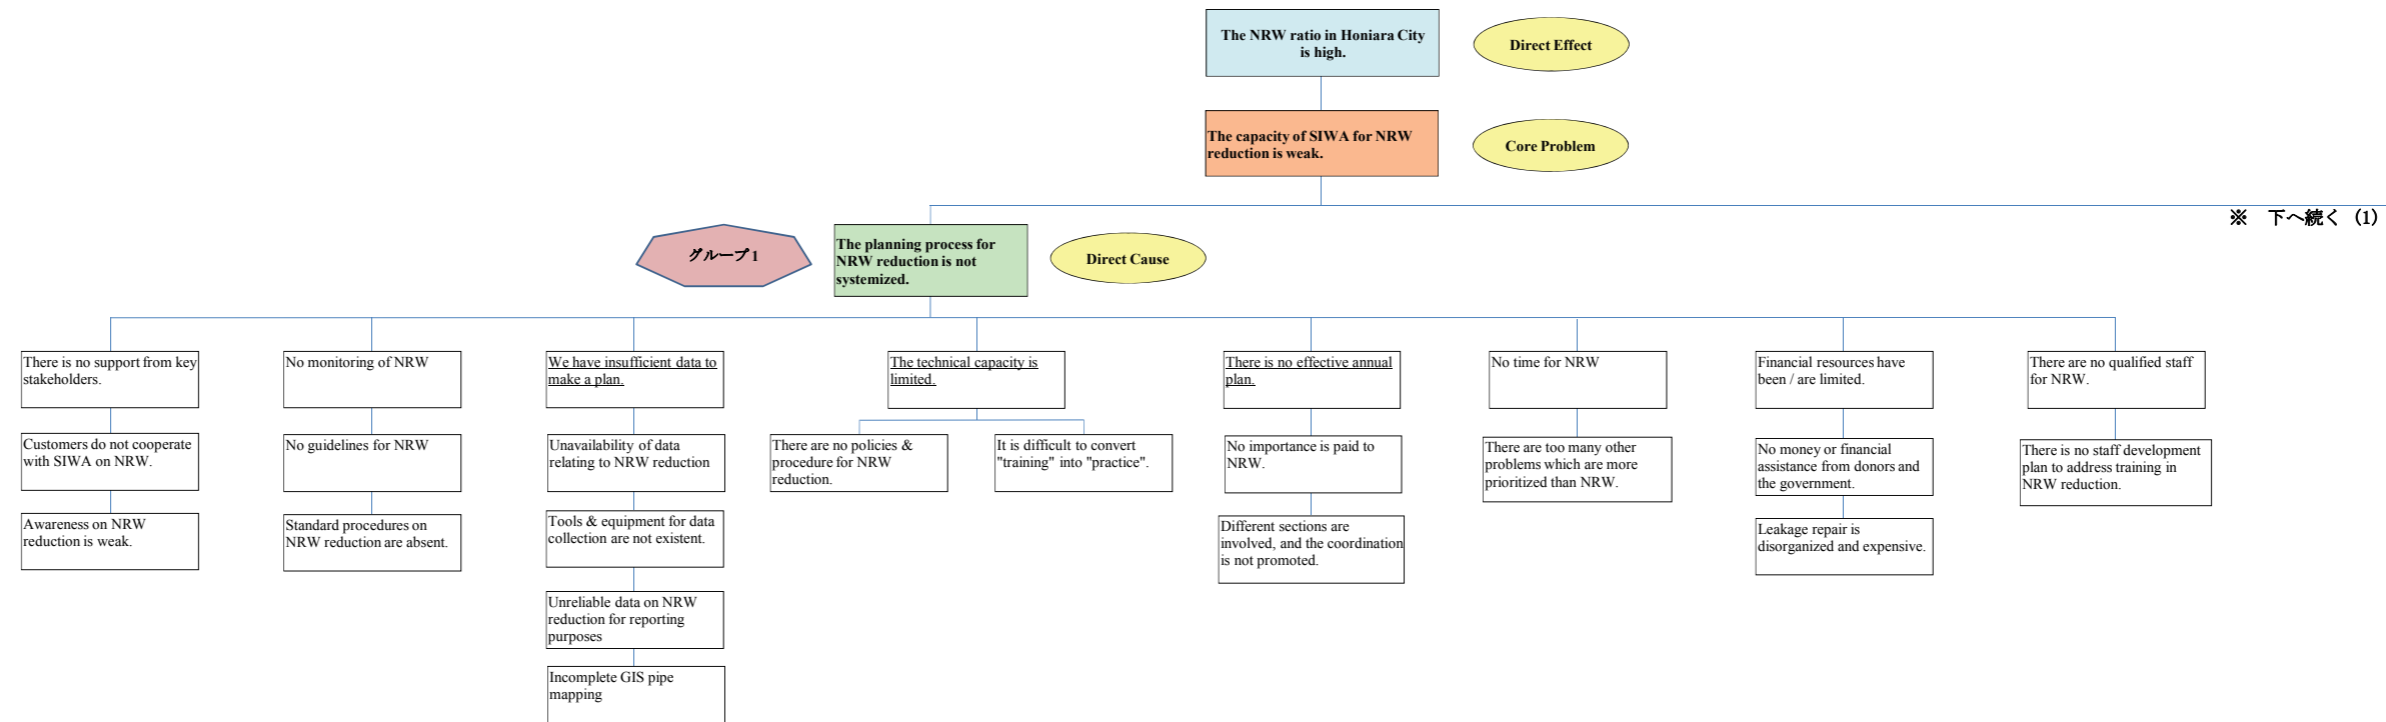 The NRW ratio in Honiara City
is high.
Direct Effect
The capacity of SIWA for NRW
reduction is weak.
Core Problem
※ 下へ続く (1)
グループ 1
The planning process for
NRW reduction is not
systemized.
Direct Cause
There is no support from key
stakeholders.
No monitoring of NRW
We have insufficient data to
make a plan.
The technical capacity is
limited.
There is no effective annual
plan.
No time for NRW
Financial resources have
been / are limited.
There are no qualified staff
for NRW.
Customers do not cooperate
with SIWA on NRW.
No guidelines for NRW
Unavailability of data
relating to NRW reduction
There are no policies &
procedure for NRW
reduction.
It is difficult to convert
"training" into "practice".
No importance is paid to
NRW.
There are too many other
problems which are more
prioritized than NRW.
No money or financial
assistance from donors and
the government.
There is no staff development
plan to address training in
NRW reduction.
Awareness on NRW
reduction is weak.
Standard procedures on
NRW reduction are absent.
Tools & equipment for data
collection are not existent.
Different sections are
involved, and the coordination
is not promoted.
Leakage repair is
disorganized and expensive.
Unreliable data on NRW
reduction for reporting
purposes
Incomplete GIS pipe
mapping